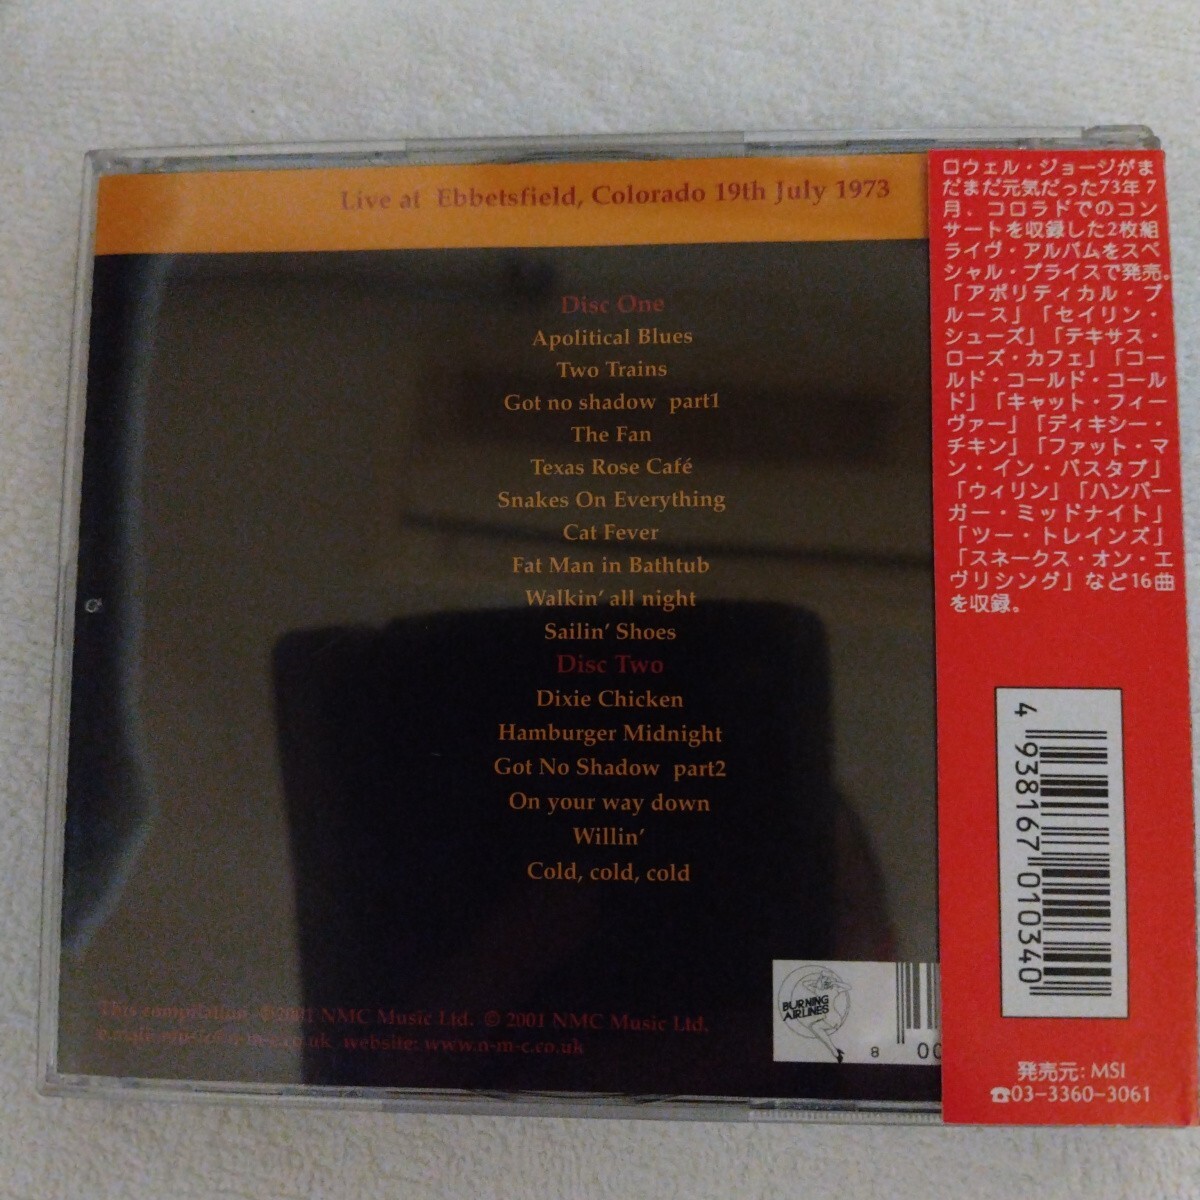 Live at Ebbetsfield, Colorado 19th July 1973
Disc One
Apolitical Blues
Two Trains
Got no shadow part1
The Fan
Texas Rose Café
Snakes On Everything
Cat Fever
Fat Man in Bathtub
Walkin' all night
Sailin' Shoes
Disc Two
Dixie Chicken
Hamburger Midnight
Got No Shadow part2
On your way down
Willin'
Cold, cold, cold
This compilation ©2001 NMC Music Ltd. © 2001 NMC Music Ltd.
website: www.n-m-c.co.uk
BURNING
AIRLINES
8 00
ロウェル・ジョージがま
だまだ元気だった73年7
月、コロラドでのコン
サートを収録した2枚組
ライヴ・アルバムをスペ
シャル・プライスで発売。
「アポリティカル・ブ
ルース」「セイリン・
シューズ」「テキサス・
ローズ・カフェ」「コー
ルド・コールド・コール
ド」「キャット・フィー
ヴァー」「ディキシー・
チキン」「ファット・マ
ン・イン・バスタブ」
「ウィリン」「ハンバー
ガー・ミッドナイト」
「ツー・トレインズ」
「スネークス・オン・エ
ヴリシング」など16曲
を収録。
4 938167 010340
発売元: MSI
☎03-3360-3061